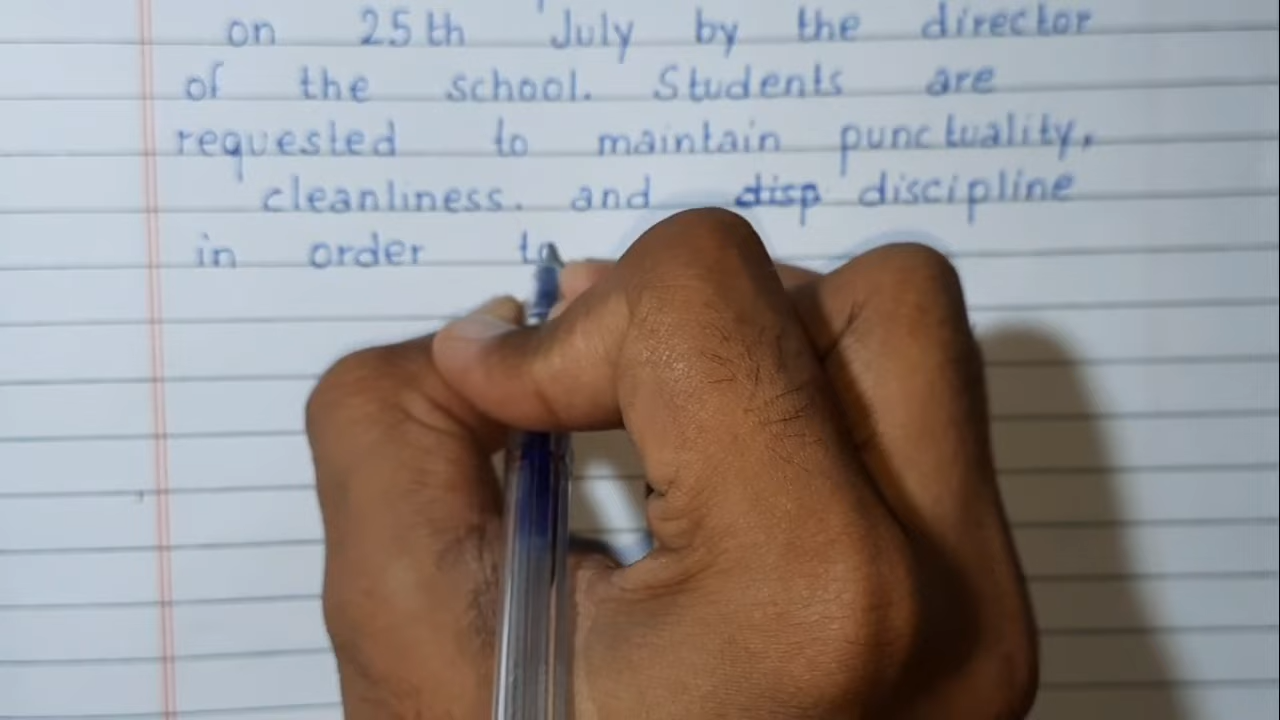 on 25th July by the director
of the school. Students are
requested to maintain punctuality,
cleanliness. and disp discipline
in order to